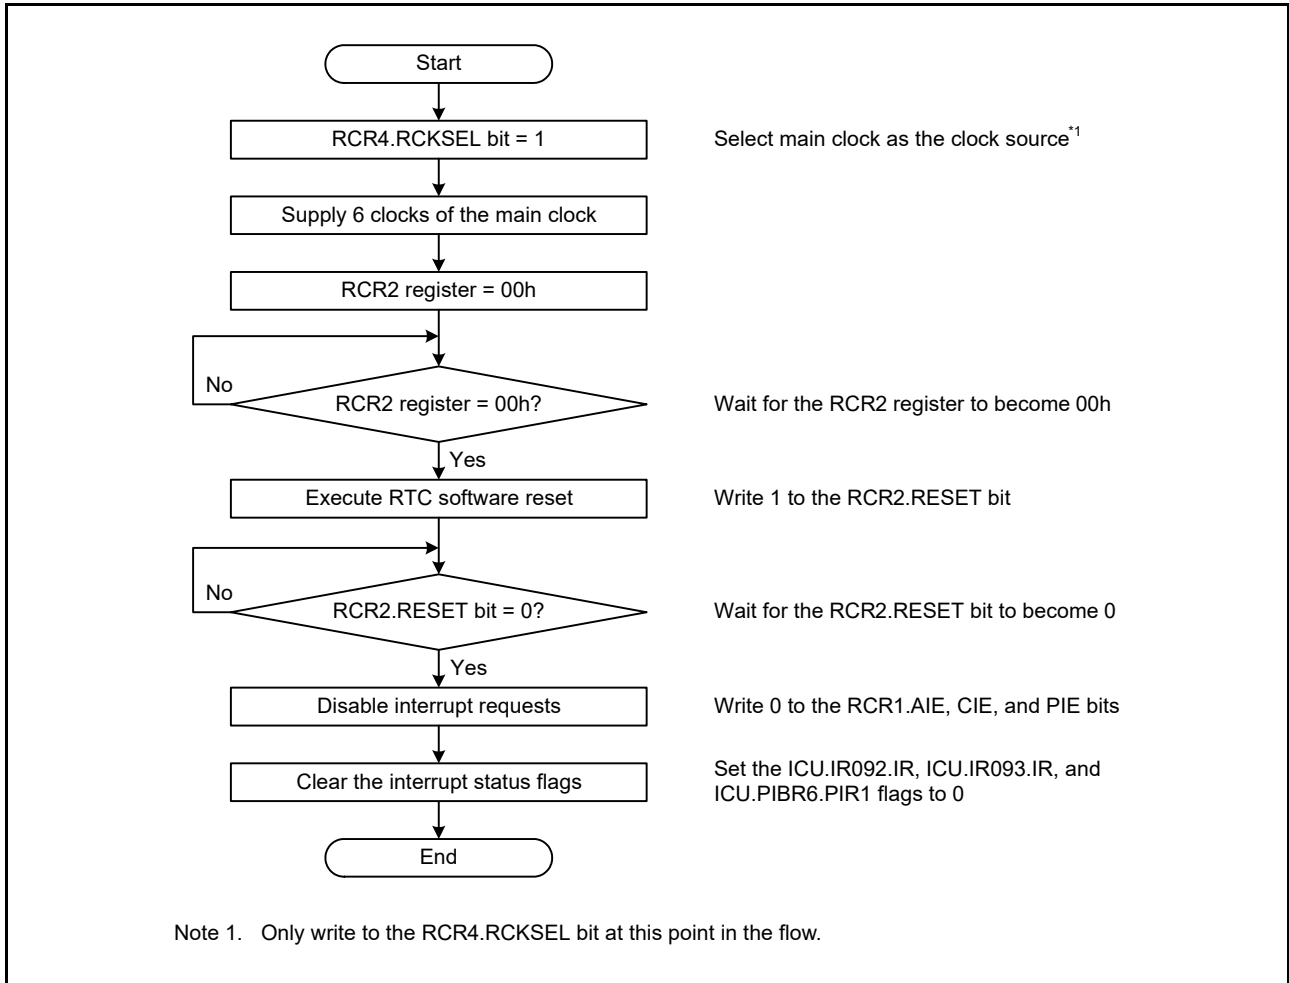 Start
RCR4.RCKSEL bit = 1
Select main clock as the clock source*1
Supply 6 clocks of the main clock
RCR2 register = 00h
No
RCR2 register = 00h?
Wait for the RCR2 register to become 00h
Yes
Execute RTC software reset
Write 1 to the RCR2.RESET bit
No
RCR2.RESET bit = 0?
Wait for the RCR2.RESET bit to become 0
Yes
Disable interrupt requests
Write 0 to the RCR1.AIE, CIE, and PIE bits
Clear the interrupt status flags
Set the ICU.IR092.IR, ICU.IR093.IR, and
ICU.PIBR6.PIR1 flags to 0
End
Note 1. Only write to the RCR4.RCKSEL bit at this point in the flow.